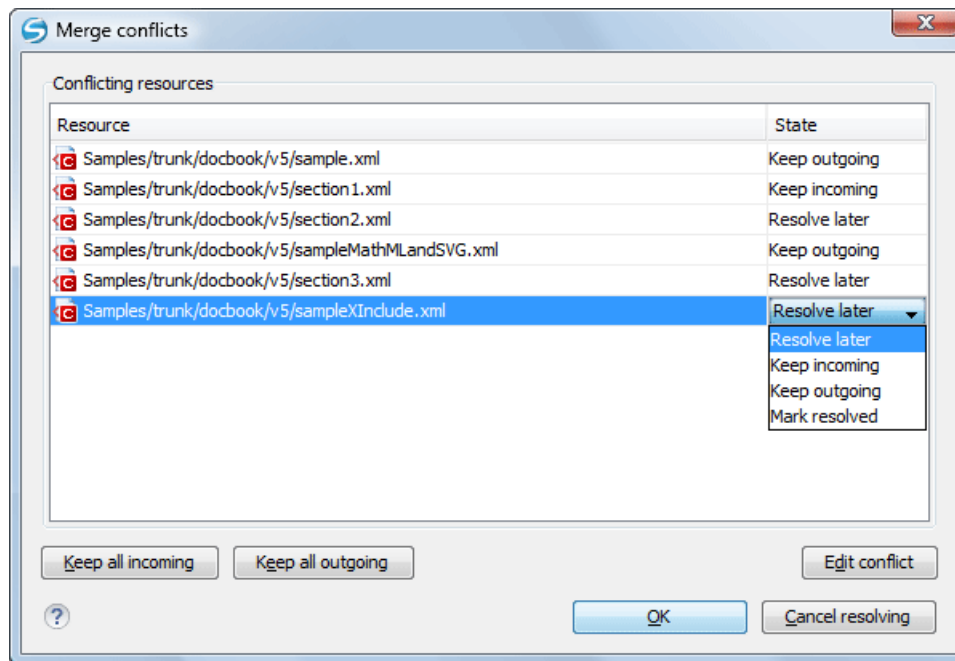 Merge conflicts
Conflicting resources
Resource State
Samples/trunk/docbook/v5/sample.xml Keep outgoing
Samples/trunk/docbook/v5/section1.xml Keep incoming
Samples/trunk/docbook/v5/section2.xml Resolve later
Samples/trunk/docbook/v5/sampleMathMLandSVG.xml Keep outgoing
Samples/trunk/docbook/v5/section3.xml Resolve later
Samples/trunk/docbook/v5/sampleXInclude.xml Resolve later
Resolve later
Keep incoming
Keep outgoing
Mark resolved
Keep all incoming Keep all outgoing Edit conflict
? OK Cancel resolving